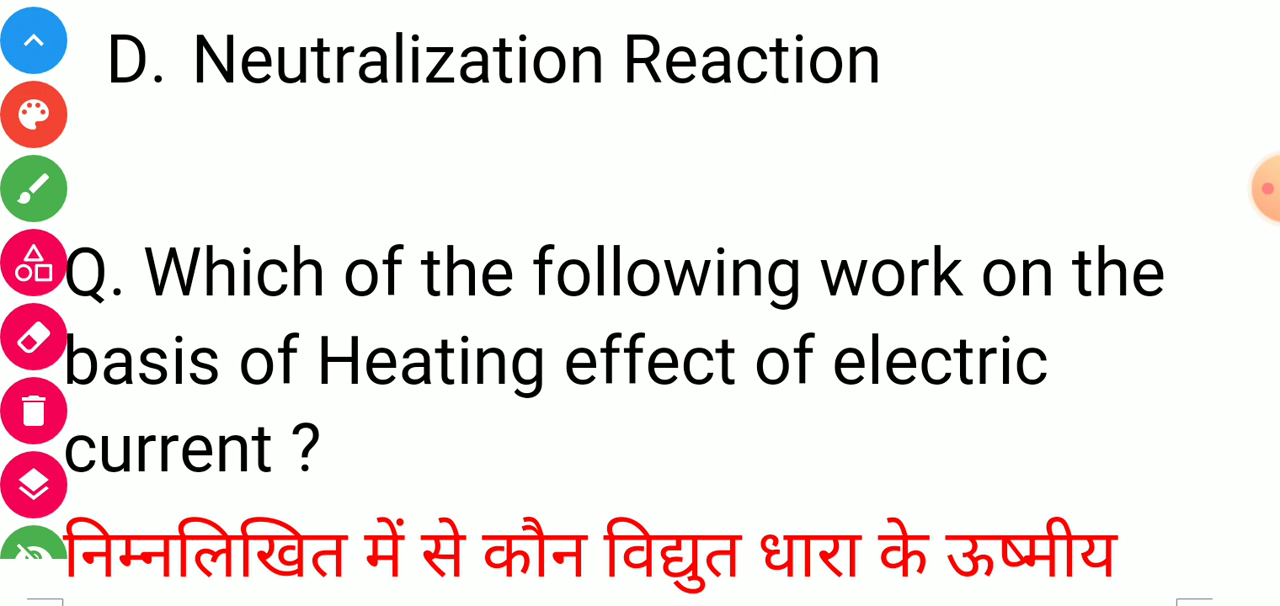 D. Neutralization Reaction
Q. Which of the following work on the
basis of Heating effect of electric
current ?
निम्नलिखित में से कौन विद्युत धारा के ऊष्मीय